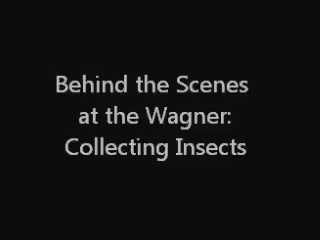 Behind the Scenes
at the Wagner:
Collecting Insects